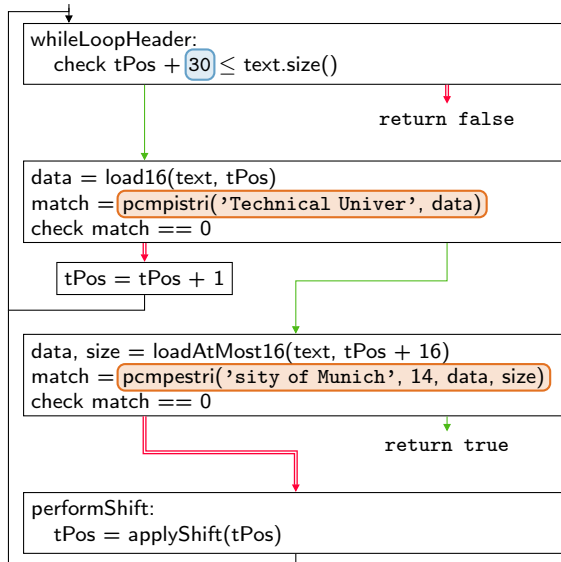 whileLoopHeader:
check tPos + 30 ≤ text.size()
return false
data = load16(text, tPos)
match = pcmpistri('Technical Univer', data)
check match == 0
tPos = tPos + 1
data, size = loadAtMost16(text, tPos + 16)
match = pcmpestri('sity of Munich', 14, data, size)
check match == 0
return true
performShift:
tPos = applyShift(tPos)